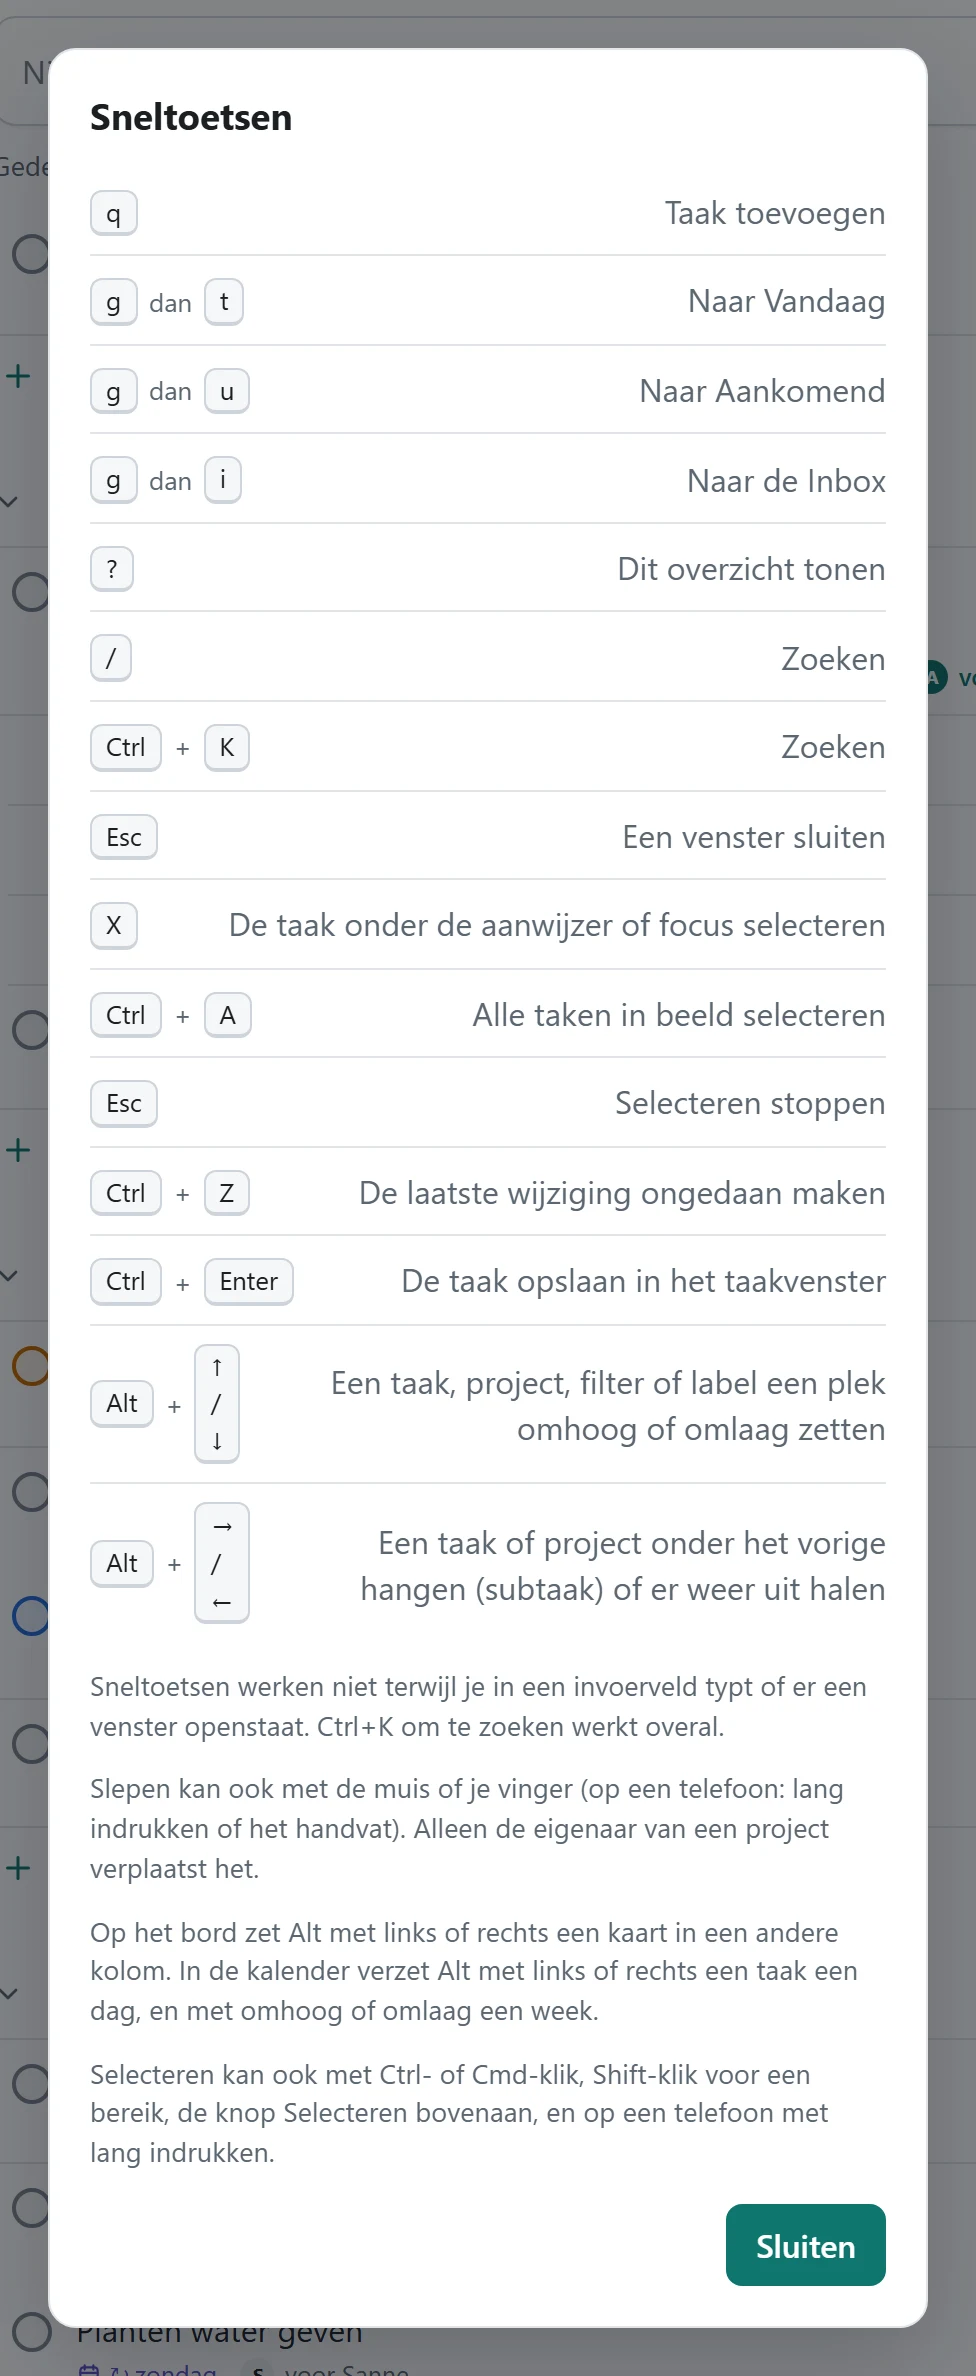 Sneltoetsen
q Taak toevoegen
g dan t Naar Vandaag
g dan u Naar Aankomend
g dan i Naar de Inbox
? Dit overzicht tonen
/ Zoeken
Ctrl + K Zoeken
Esc Een venster sluiten
X De taak onder de aanwijzer of focus selecteren
Ctrl + A Alle taken in beeld selecteren
Esc Selecteren stoppen
Ctrl + Z De laatste wijziging ongedaan maken
Ctrl + Enter De taak opslaan in het taakvenster
Alt + ↑ / ↓ Een taak, project, filter of label een plek
omhoog of omlaag zetten
Alt + → / ← Een taak of project onder het vorige
hangen (subtaak) of er weer uit halen
Sneltoetsen werken niet terwijl je in een invoerveld typt of er een
venster openstaat. Ctrl+K om te zoeken werkt overal.
Slepen kan ook met de muis of je vinger (op een telefoon: lang
indrukken of het handvat). Alleen de eigenaar van een project
verplaatst het.
Op het bord zet Alt met links of rechts een kaart in een andere
kolom. In de kalender verzet Alt met links of rechts een taak een
dag, en met omhoog of omlaag een week.
Selecteren kan ook met Ctrl- of Cmd-klik, Shift-klik voor een
bereik, de knop Selecteren bovenaan, en op een telefoon met
lang indrukken.
Sluiten
Planten water geven
zondag S voor Sanne